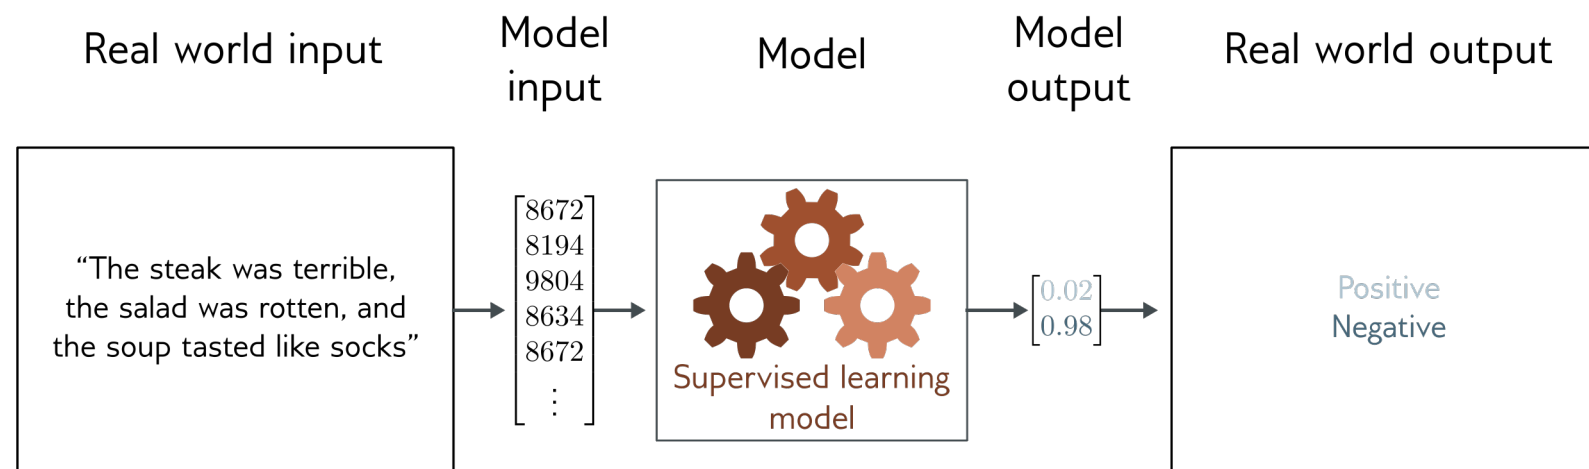 Real world input
Model
input
Model
Model
output
Real world output
“The steak was terrible,
the salad was rotten, and
the soup tasted like socks”
8672
8194
9804
8634
8672
⋮
Supervised learning
model
0.02
0.98
Positive
Negative